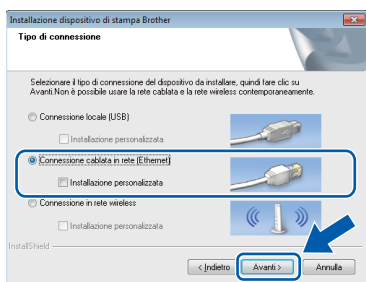 Installazione dispositivo di stampa Brother
Tipo di connessione
Selezionare il tipo di connessione del dispositivo da installare, quindi fare clic su
Avanti.Non è possibile usare la rete cablata e la rete wireless contemporaneamente.
Connessione locale (USB)
Installazione personalizzata
Connessione cablata in rete (Ethernet)
Installazione personalizzata
Connessione in rete wireless
Installazione personalizzata
InstallShield
< Indietro Avanti > Annulla